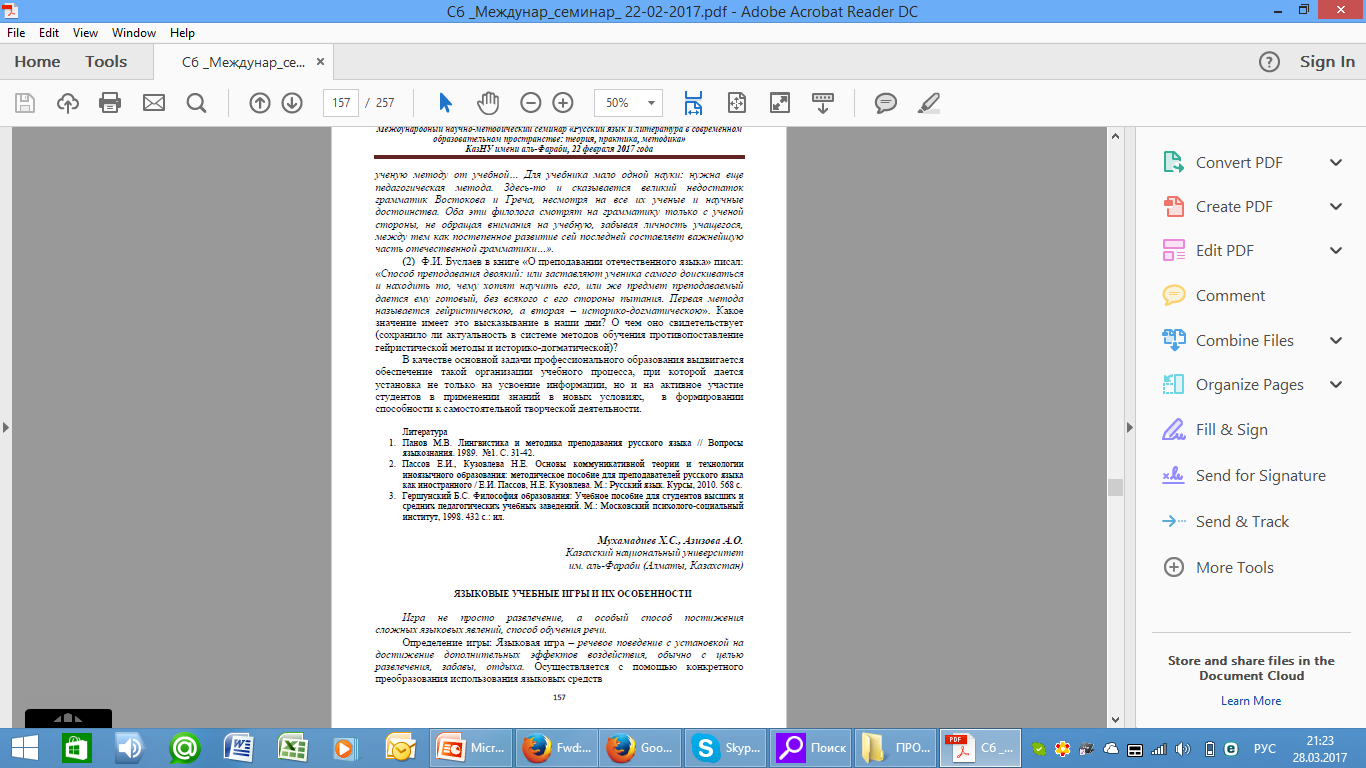 Сб _Междунар_семинар_ 22-02-2017.pdf - Adobe Acrobat Reader DC
File Edit View Window Help
Home Tools Сб _Междунар_се... × Sign In
157 / 257 50%
Международный научно-методический семинар «Русский язык и литература в современном
образовательном пространстве: теория, практика, методика»
КазНУ имени аль-Фараби, 22 февраля 2017 года
ученую методу от учебной… Для учебника мало одной науки: нужна еще
педагогическая метода. Здесь-то и сказывается великий недостаток
грамматик Востокова и Греча, несмотря на все их ученые и научные
достоинства. Оба эти филолога смотрят на грамматику только с ученой
стороны, не обращая внимания на учебную, забывая личность учащегося,
между тем как постепенное развитие сей последней составляет важнейшую
часть отечественной грамматики…».
(2) Ф.И. Буслаев в книге «О преподавании отечественного языка» писал:
«Способ преподавания двоякий: или заставляют ученика самого доискиваться
и находить то, чему хотят научить его, или же предмет преподаваемый
дается ему готовый, без всякого с его стороны пытания. Первая метода
называется гейристическою, а вторая – историко-догматическою». Какое
значение имеет это высказывание в наши дни? О чем оно свидетельствует
(сохранило ли актуальность в системе методов обучения противопоставление
гейристической методы и историко-догматической)?
В качестве основной задачи профессионального образования выдвигается
обеспечение такой организации учебного процесса, при которой дается
установка не только на усвоение информации, но и на активное участие
студентов в применении знаний в новых условиях, в формировании
способности к самостоятельной творческой деятельности.
Литература
1. Панов М.В. Лингвистика и методика преподавания русского языка // Вопросы
языкознания. 1989. №1. С. 31-42.
2. Пассов Е.И., Кузовлева Н.Е. Основы коммуникативной теории и технологии
иноязычного образования: методическое пособие для преподавателей русского языка
как иностранного / Е.И. Пассов, Н.Е. Кузовлева. М.: Русский язык. Курсы, 2010. 568 с.
3. Гершунский Б.С. Философия образования: Учебное пособие для студентов высших и
средних педагогических учебных заведений. М.: Московский психолого-социальный
институт, 1998. 432 с.: ил.
Мухамадиев Х.С., Азизова А.О.
Казахский национальный университет
им. аль-Фараби (Алматы, Казахстан)
ЯЗЫКОВЫЕ УЧЕБНЫЕ ИГРЫ И ИХ ОСОБЕННОСТИ
Игра не просто развлечение, а особый способ постижения
сложных языковых явлений, способ обучения речи.
Определение игры: Языковая игра – речевое поведение с установкой на
достижение дополнительных эффектов воздействия, обычно с целью
развлечения, забавы, отдыха. Осуществляется с помощью конкретного
преобразования использования языковых средств
157
Convert PDF
Create PDF
Edit PDF
Comment
Combine Files
Organize Pages
Fill & Sign
Send for Signature
Send & Track
More Tools
Store and share files in the
Document Cloud
Learn More
Micr... Fwd:... Goo... Skyp... Поиск ПРО... Сб _... РУС 21:23
28.03.2017